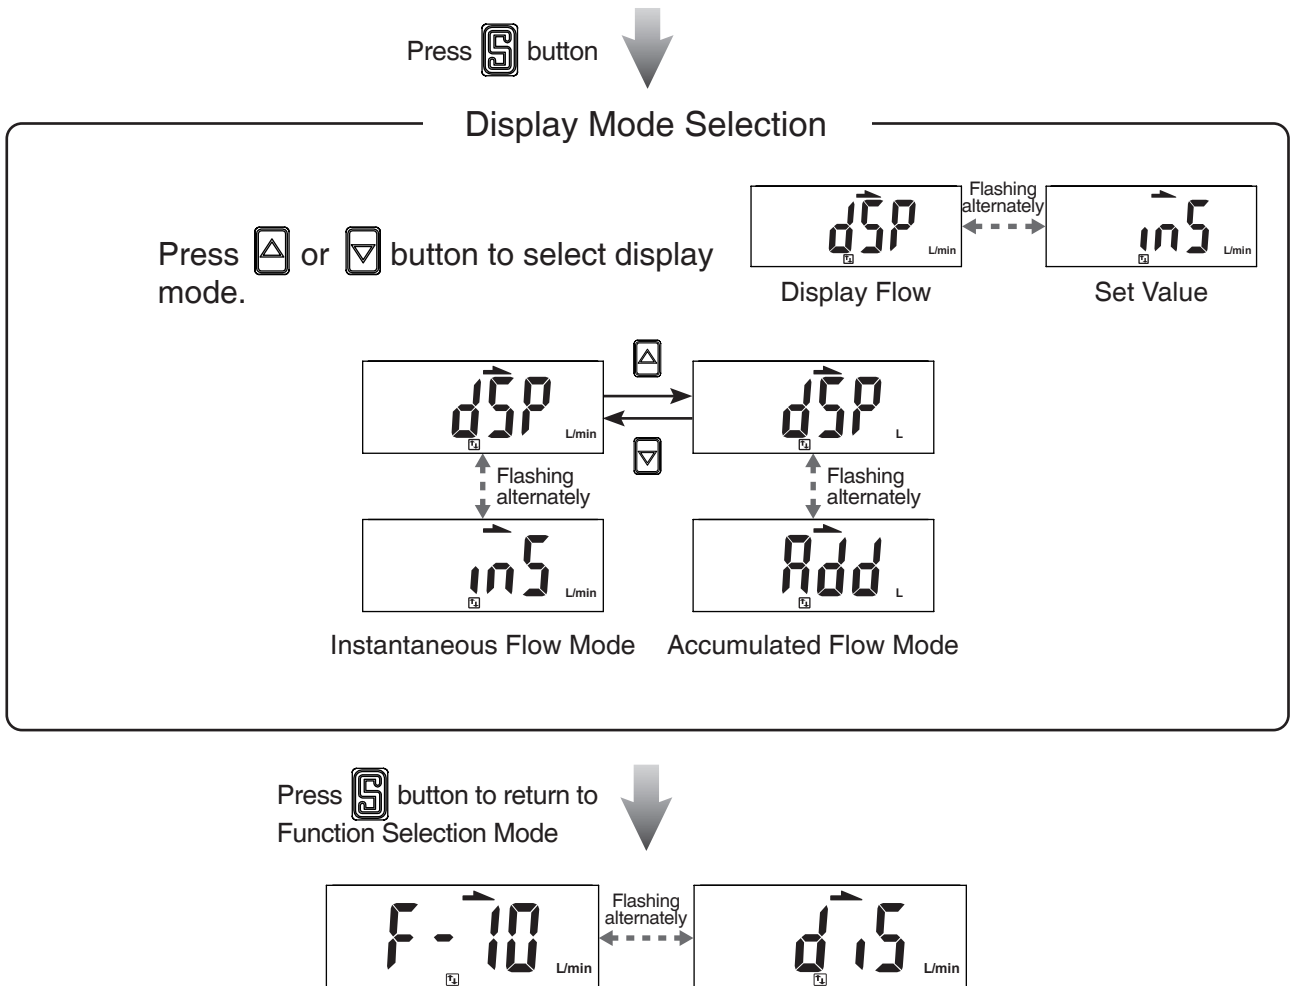 Press S button
Display Mode Selection
Press or button to select display
mode.
dSP L/min
Flashing
alternately
inS L/min
Display Flow
Set Value
dSP L/min
dSP L
Flashing
alternately
Flashing
alternately
inS L/min
Add L
Instantaneous Flow Mode
Accumulated Flow Mode
Press S button to return to
Function Selection Mode
F-10 L/min
Flashing
alternately
diS L/min